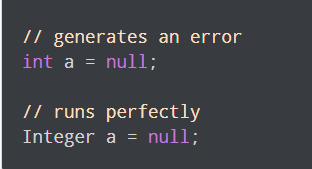 // generates an error
int a = null;
// runs perfectly
Integer a = null;